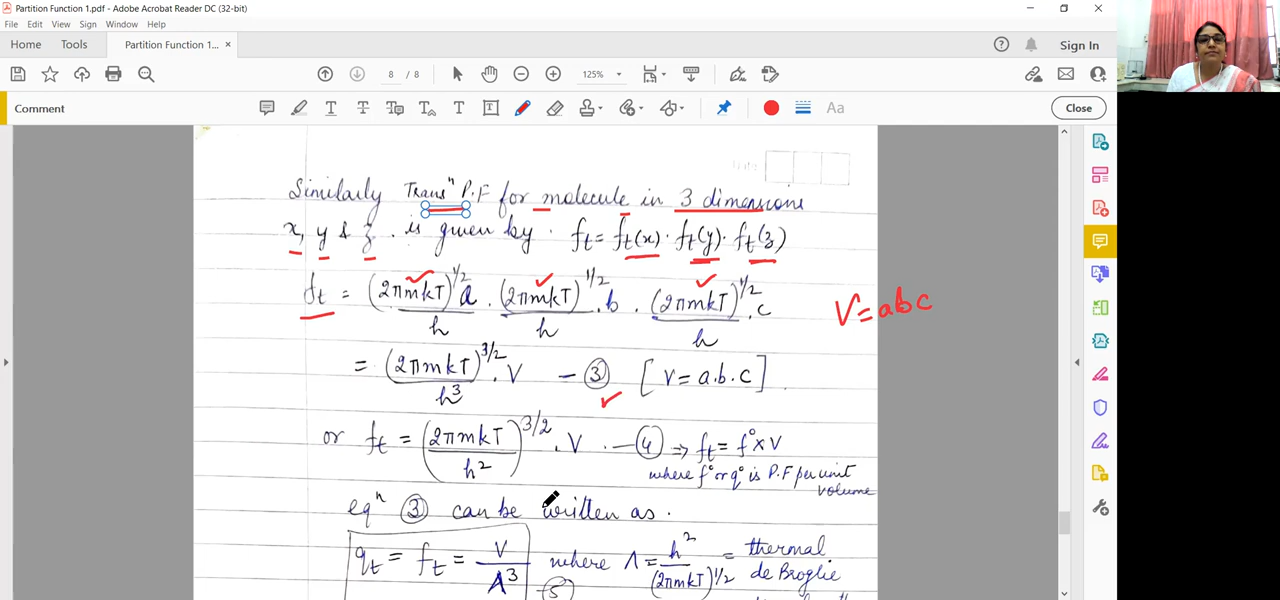 Partition Function 1.pdf - Adobe Acrobat Reader DC (32-bit)
File Edit View Sign Window Help
Home Tools Partition Function 1... × Sign In
8 / 8 125%
Comment Close
Similarly Transⁿ P.F for molecule in 3 dimensions
x, y & z. is given by. fₜ = fₜ(x) · fₜ(y) · fₜ(z)
fₜ = (2πmkT)^1/2/h a · (2πmkT)^1/2/h · b · (2πmkT)^1/2/h · c
V = abc
= (2πmkT)^3/2/h³ · V — ③ [V = a.b.c]
or fₜ = (2πmkT/h²)^3/2 · V — ④ ⇒ fₜ = f° × V
where f° or q° is P.F per unit
volume
eqⁿ ③ can be written as.
qₜ = fₜ = V/Λ³ where Λ = h²/(2πmkT)^1/2 = thermal
de Broglie
⑤